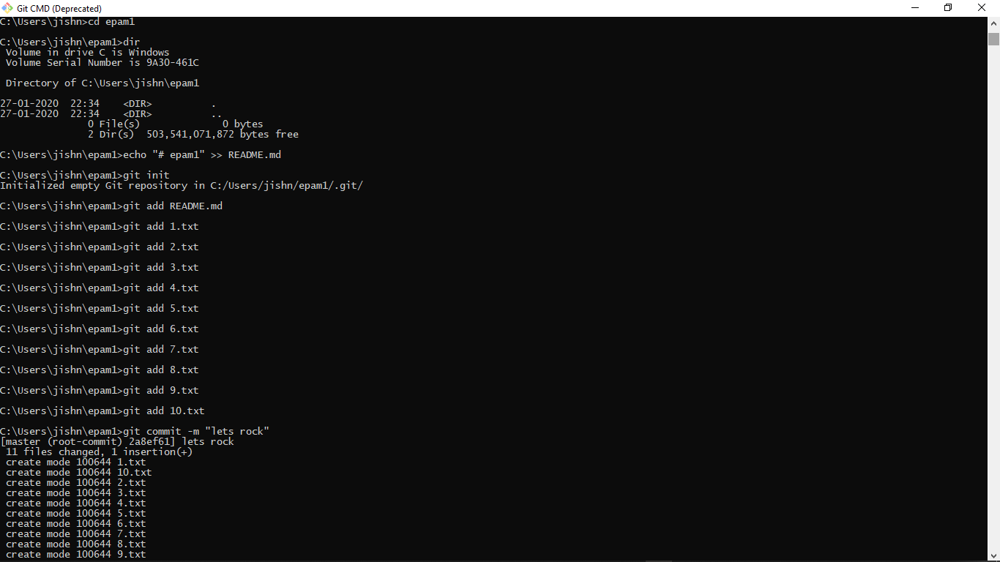 Git CMD (Deprecated)
C:\Users\jishn>cd epam1
C:\Users\jishn\epam1>dir
Volume in drive C is Windows
Volume Serial Number is 9A30-461C
Directory of C:\Users\jishn\epam1
27-01-2020  22:34    <DIR>          .
27-01-2020  22:34    <DIR>          ..
0 File(s)              0 bytes
2 Dir(s)  503,541,071,872 bytes free
C:\Users\jishn\epam1>echo "# epam1" >> README.md
C:\Users\jishn\epam1>git init
Initialized empty Git repository in C:/Users/jishn/epam1/.git/
C:\Users\jishn\epam1>git add README.md
C:\Users\jishn\epam1>git add 1.txt
C:\Users\jishn\epam1>git add 2.txt
C:\Users\jishn\epam1>git add 3.txt
C:\Users\jishn\epam1>git add 4.txt
C:\Users\jishn\epam1>git add 5.txt
C:\Users\jishn\epam1>git add 6.txt
C:\Users\jishn\epam1>git add 7.txt
C:\Users\jishn\epam1>git add 8.txt
C:\Users\jishn\epam1>git add 9.txt
C:\Users\jishn\epam1>git add 10.txt
C:\Users\jishn\epam1>git commit -m "lets rock"
[master (root-commit) 2a8ef61] lets rock
11 files changed, 1 insertion(+)
create mode 100644 1.txt
create mode 100644 10.txt
create mode 100644 2.txt
create mode 100644 3.txt
create mode 100644 4.txt
create mode 100644 5.txt
create mode 100644 6.txt
create mode 100644 7.txt
create mode 100644 8.txt
create mode 100644 9.txt